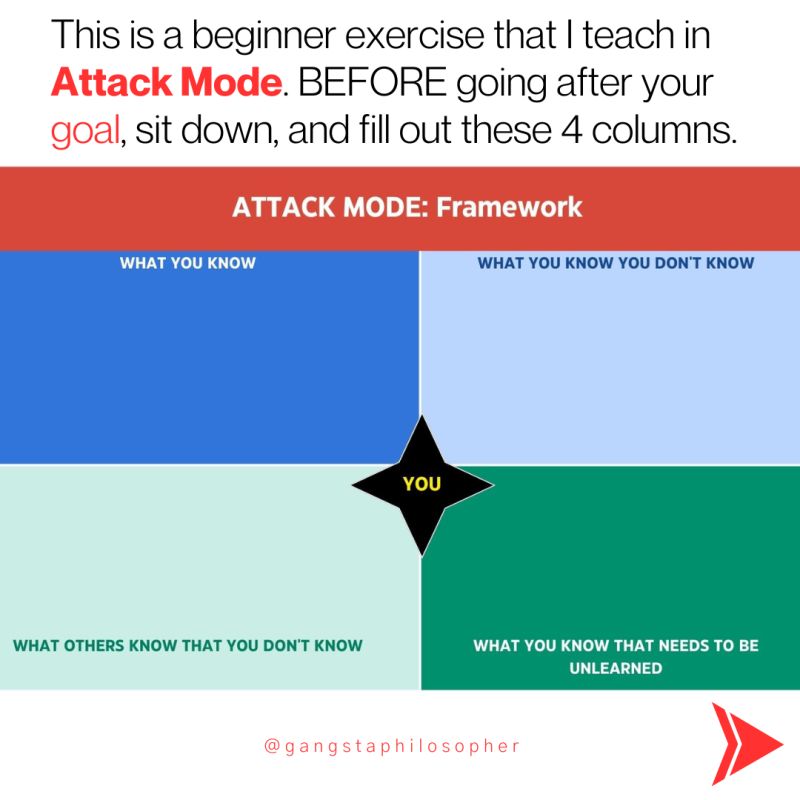 This is a beginner exercise that I teach in
Attack Mode. BEFORE going after your
goal, sit down, and fill out these 4 columns.
ATTACK MODE: Framework
WHAT YOU KNOW
WHAT YOU KNOW YOU DON'T KNOW
YOU
WHAT OTHERS KNOW THAT YOU DON'T KNOW
WHAT YOU KNOW THAT NEEDS TO BE
UNLEARNED
@gangstaphilosopher